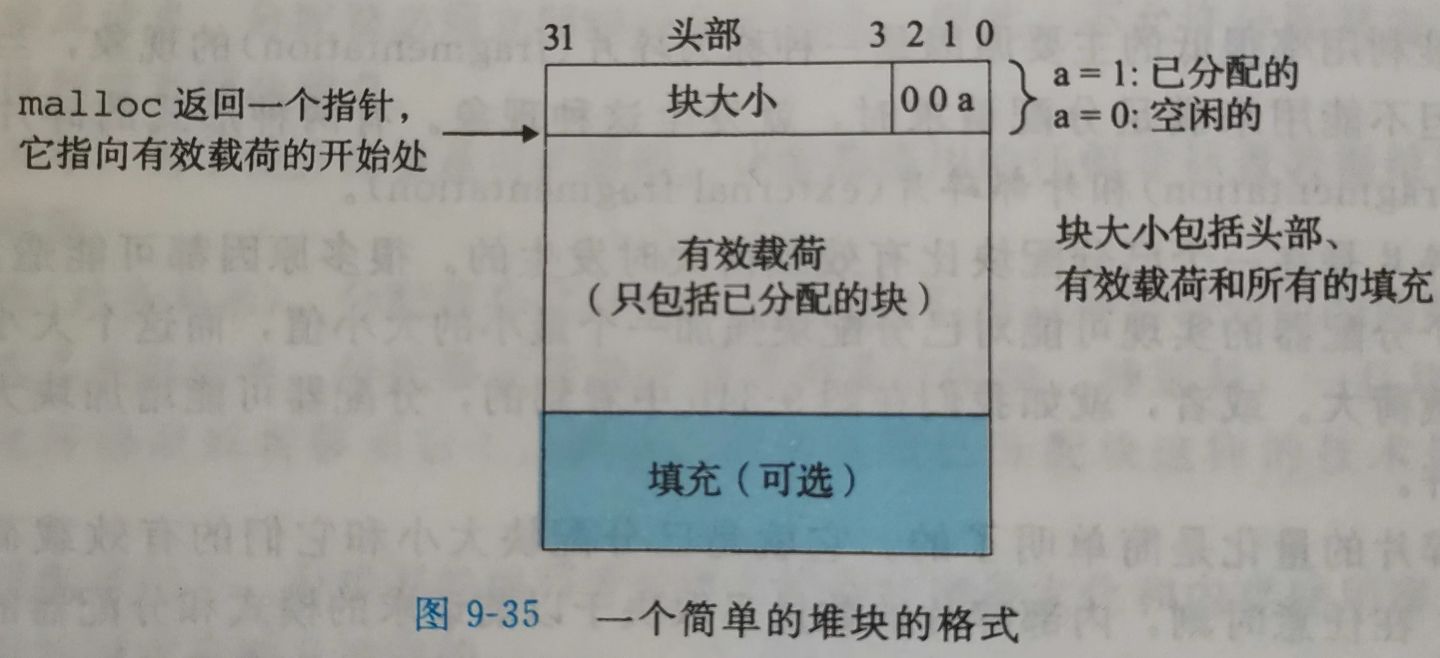 31 头部 3 2 1 0
块大小 0 0 a
a = 1: 已分配的
a = 0: 空闲的
malloc 返回一个指针，
它指向有效载荷的开始处
有效载荷
（只包括已分配的块）
块大小包括头部、
有效载荷和所有的填充
填充（可选）
图 9-35 一个简单的堆块的格式